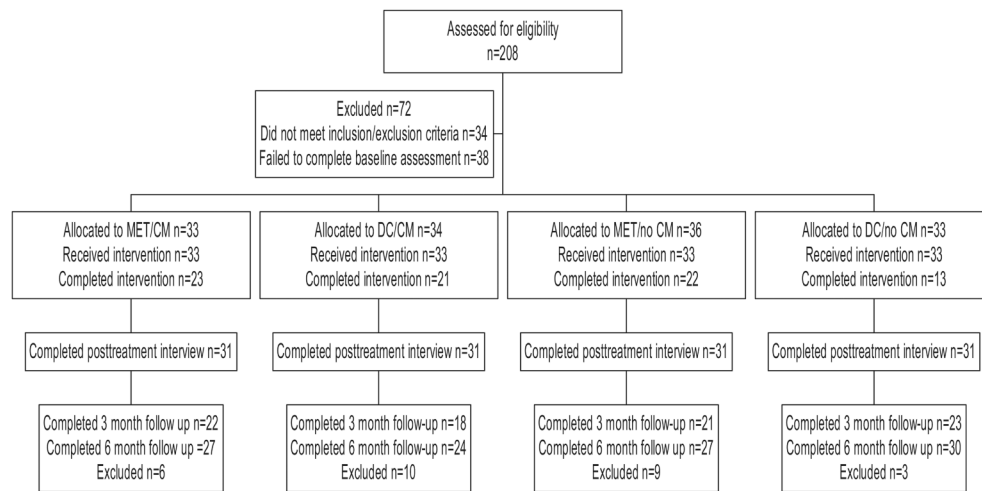 Assessed for eligibility
n=208
Excluded n=72
Did not meet inclusion/exclusion criteria n=34
Failed to complete baseline assessment n=38
Allocated to MET/CM n=33
Received intervention n=33
Completed intervention n=23
Allocated to DC/CM n=34
Received intervention n=33
Completed intervention n=21
Allocated to MET/no CM n=36
Received intervention n=33
Completed intervention n=22
Allocated to DC/no CM n=33
Received intervention n=33
Completed intervention n=13
Completed posttreatment interview n=31
Completed posttreatment interview n=31
Completed posttreatment interview n=31
Completed posttreatment interview n=31
Completed 3 month follow up n=22
Completed 6 month follow up =27
Excluded n=6
Completed 3 month follow-up n=18
Completed 6 month follow-up n=24
Excluded n=10
Completed 3 month follow-up n=21
Completed 6 month follow-up n=27
Excluded n=9
Completed 3 month follow-up n=23
Completed 6 month follow up n=30
Excluded n=3